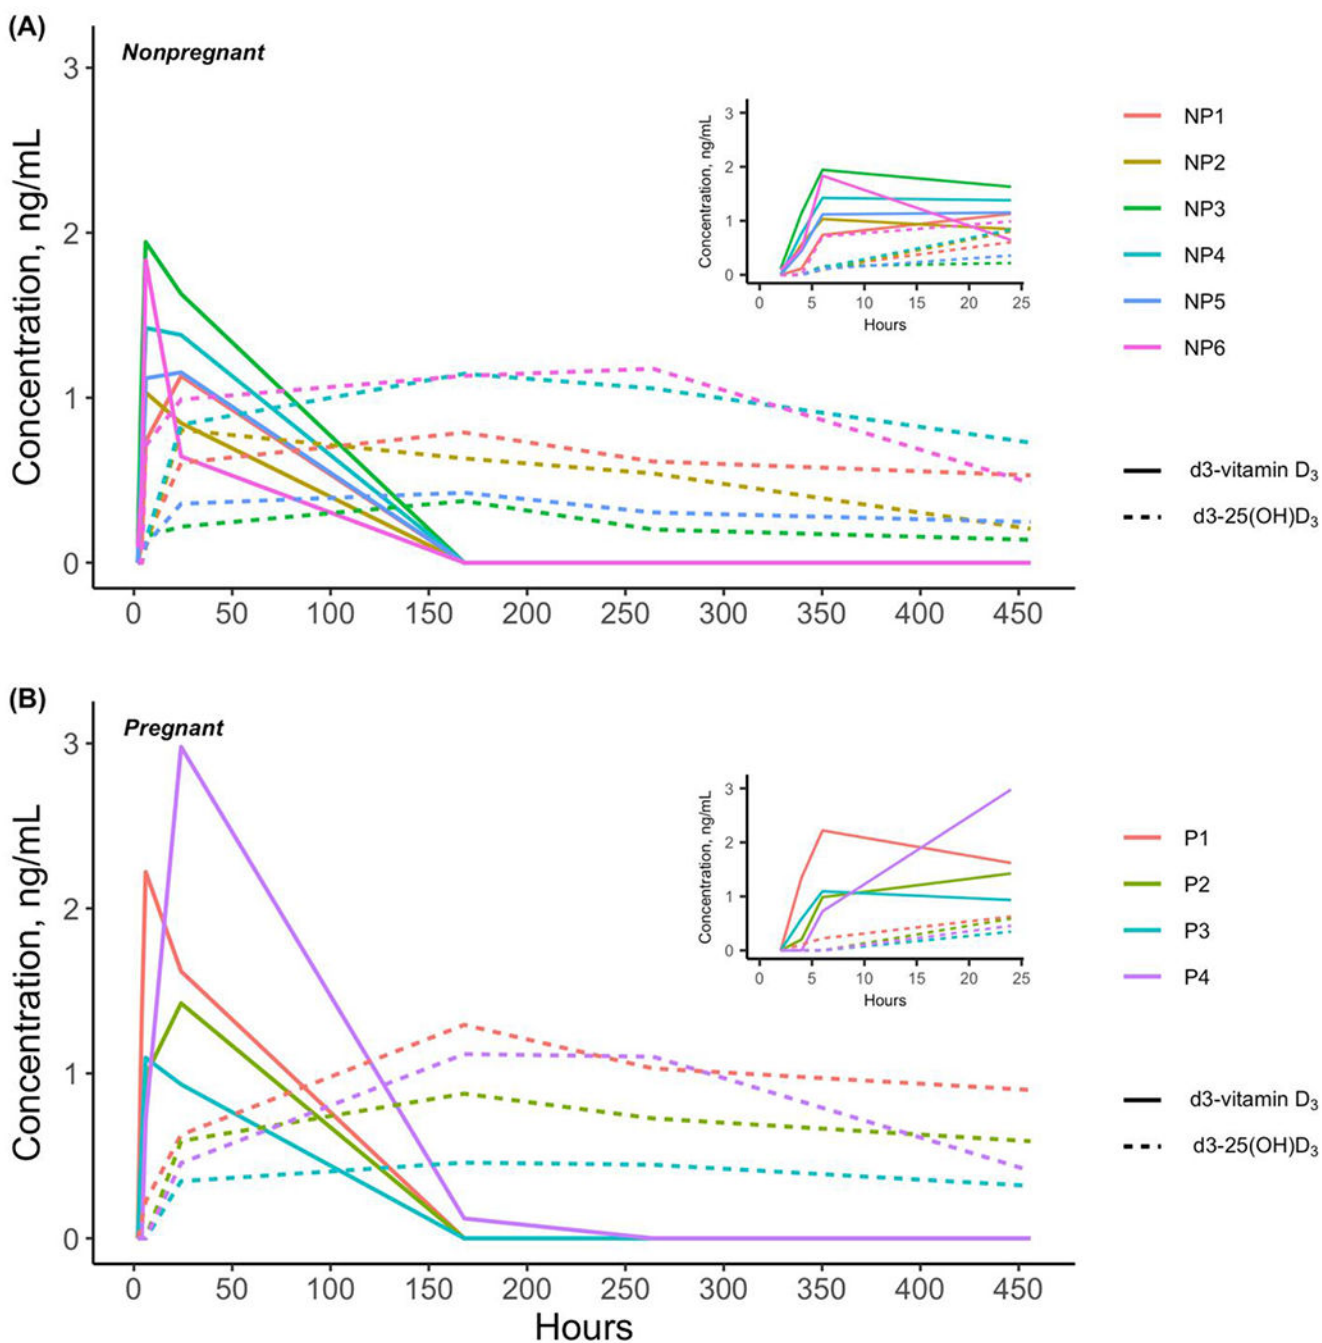 (A)
Nonpregnant
Concentration, ng/mL
3
2
1
0
0 50 100 150 200 250 300 350 400 450
Concentration, ng/mL
3
2
1
0
0 5 10 15 20 25
Hours
NP1
NP2
NP3
NP4
NP5
NP6
d3-vitamin D₃
d3-25(OH)D₃
(B)
Pregnant
Concentration, ng/mL
3
2
1
0
0 50 100 150 200 250 300 350 400 450
Hours
Concentration, ng/mL
3
2
1
0
0 5 10 15 20 25
Hours
P1
P2
P3
P4
d3-vitamin D₃
d3-25(OH)D₃